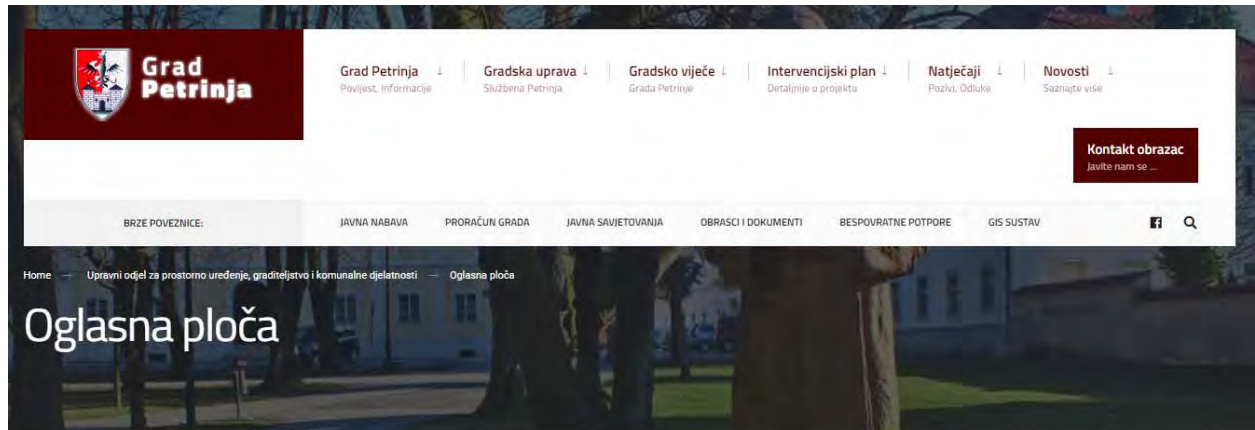 Grad
Petrinja
Grad Petrinja ↓
Povijest, Informacije
Gradska uprava ↓
Službena Petrinja
Gradsko vijeće ↓
Grada Petrinje
Intervencijski plan ↓
Detaljnije o projektu
Natječaji ↓
Pozivi, Odluke
Novosti ↓
Saznajte više
Kontakt obrazac
Javite nam se ...
BRZE POVEZNICE:
JAVNA NABAVA PRORAČUN GRADA JAVNA SAVJETOVANJA OBRASCI I DOKUMENTI BESPOVRATNE POTPORE GIS SUSTAV
Home — Upravni odjel za prostorno uređenje, graditeljstvo i komunalne djelatnosti — Oglasna ploča
Oglasna ploča